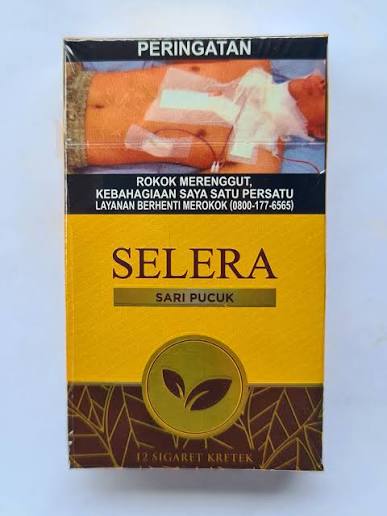 PERINGATAN
ROKOK MERENGGUT,
KEBAHAGIAAN SAYA SATU PERSATU
LAYANAN BERHENTI MEROKOK (0800-177-6565)
SELERA
SARI PUCUK
12 SIGARET KRETEK